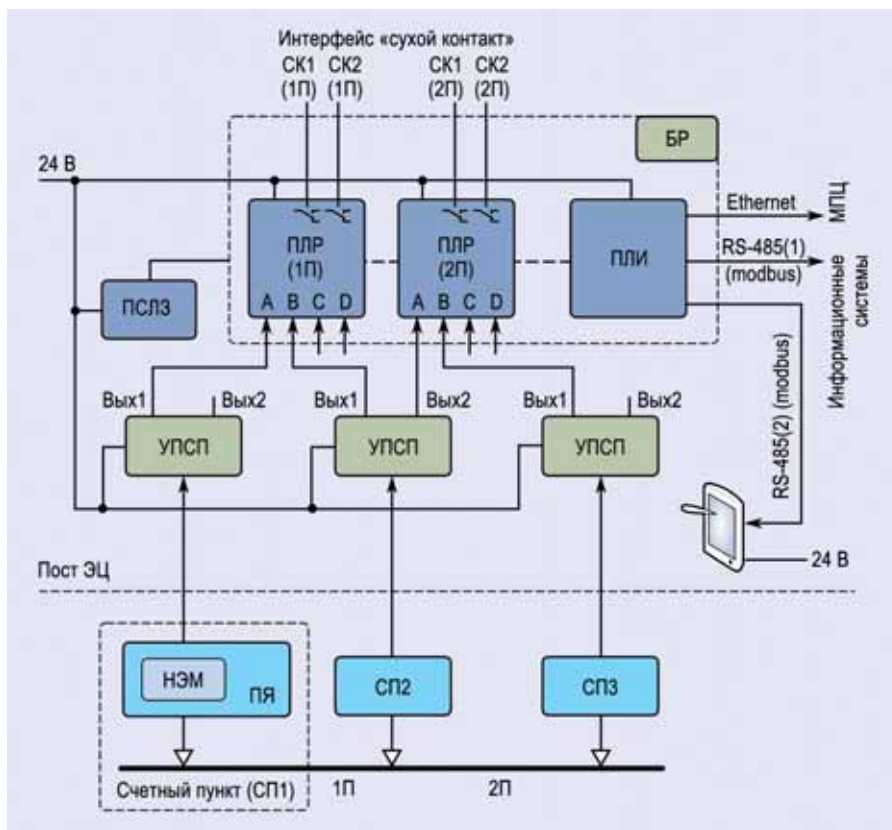 Интерфейс «сухой контакт»
СК1 СК2 СК1 СК2
(1П) (1П) (2П) (2П)
БР
24 В
Ethernet
МПЦ
ПЛР
(1П)
ПЛР
(2П)
ПЛИ
RS-485(1)
(modbus)
Информационные
системы
ПСЛЗ
A B C D
A B C D
Вых1 Вых2 Вых1 Вых2 Вых1 Вых2
УПСП УПСП УПСП
RS-485(2) (modbus)
24 В
Пост ЭЦ
НЭМ
ПЯ
СП2
СП3
Счетный пункт (СП1)
1П
2П